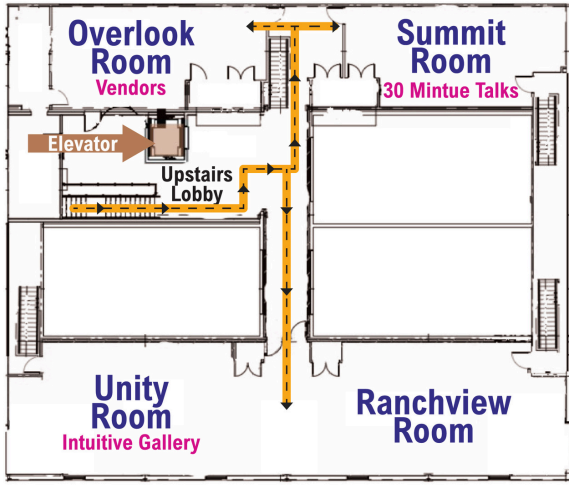 Overlook
Room
Vendors
Summit
Room
30 Mintue Talks
Elevator
Upstairs
Lobby
Unity
Room
Intuitive Gallery
Ranchview
Room